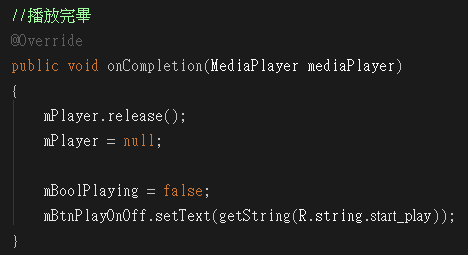 //播放完畢
@Override
public void onCompletion(MediaPlayer mediaPlayer)
{
    mPlayer.release();
    mPlayer = null;

    mBoolPlaying = false;
    mBtnPlayOnOff.setText(getString(R.string.start_play));
}